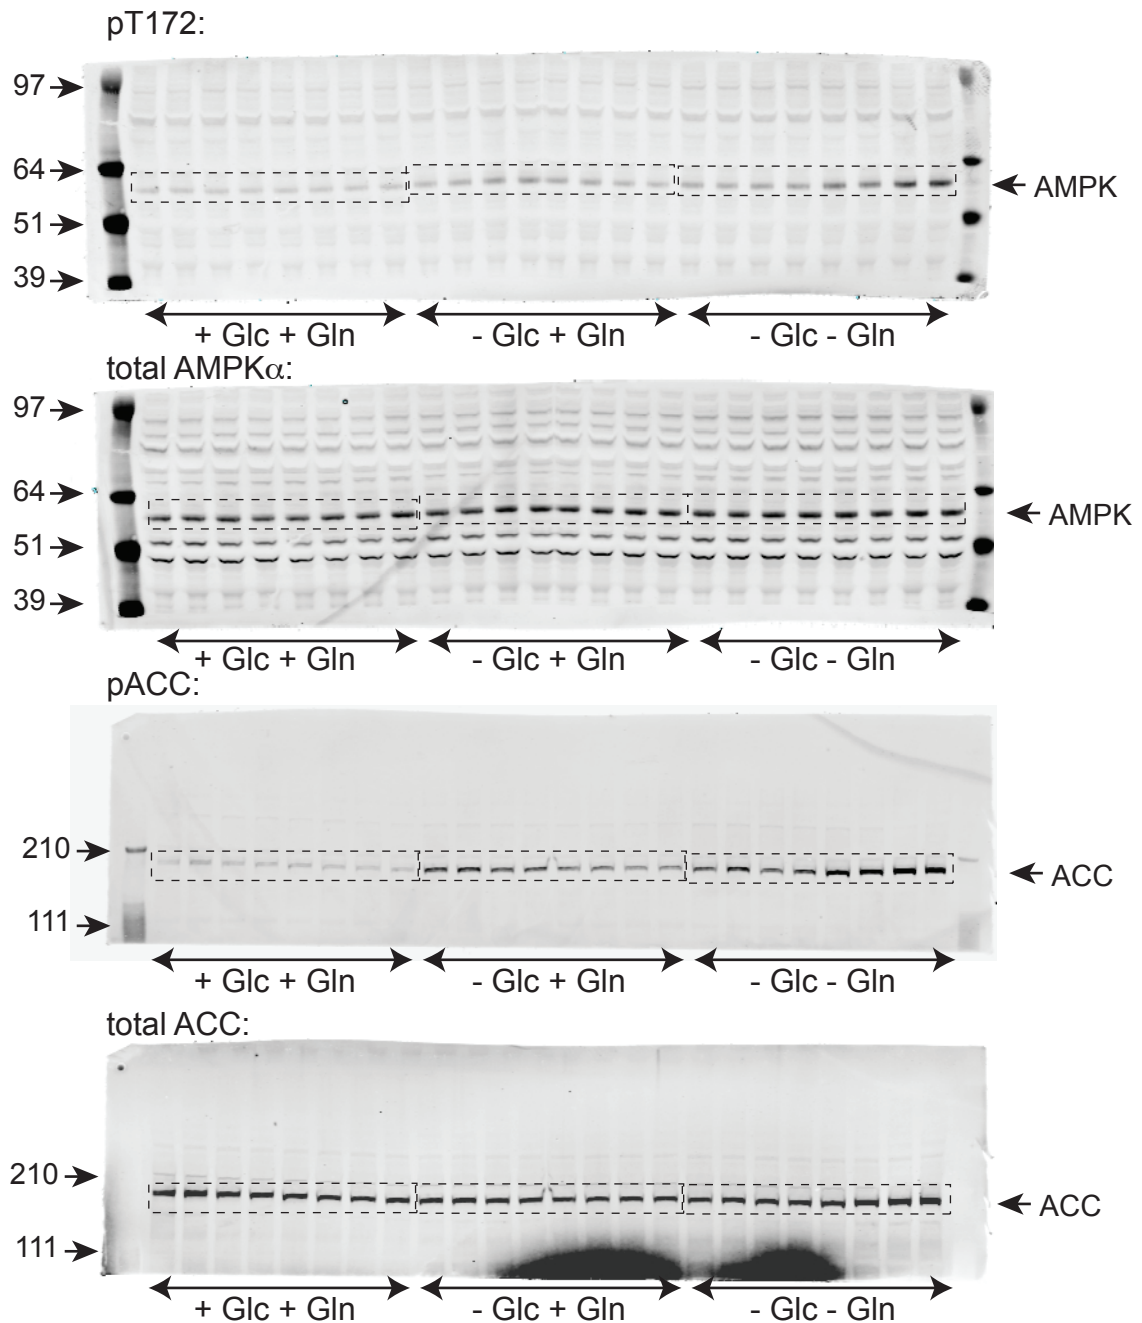 pT172:
97
64
AMPK
51
39
+ Glc + Gln - Glc + Gln - Glc - Gln
total AMPKα:
97
64
AMPK
51
39
+ Glc + Gln - Glc + Gln - Glc - Gln
pACC:
210
ACC
111
+ Glc + Gln - Glc + Gln - Glc - Gln
total ACC:
210
ACC
111
+ Glc + Gln - Glc + Gln - Glc - Gln